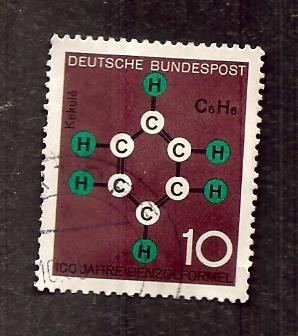 DEUTSCHE BUNDESPOST
Kekulé
C₆H₆
H
C
H C C H
H C C H
C
H
10
100 JAHRE BENZOLFORMEL